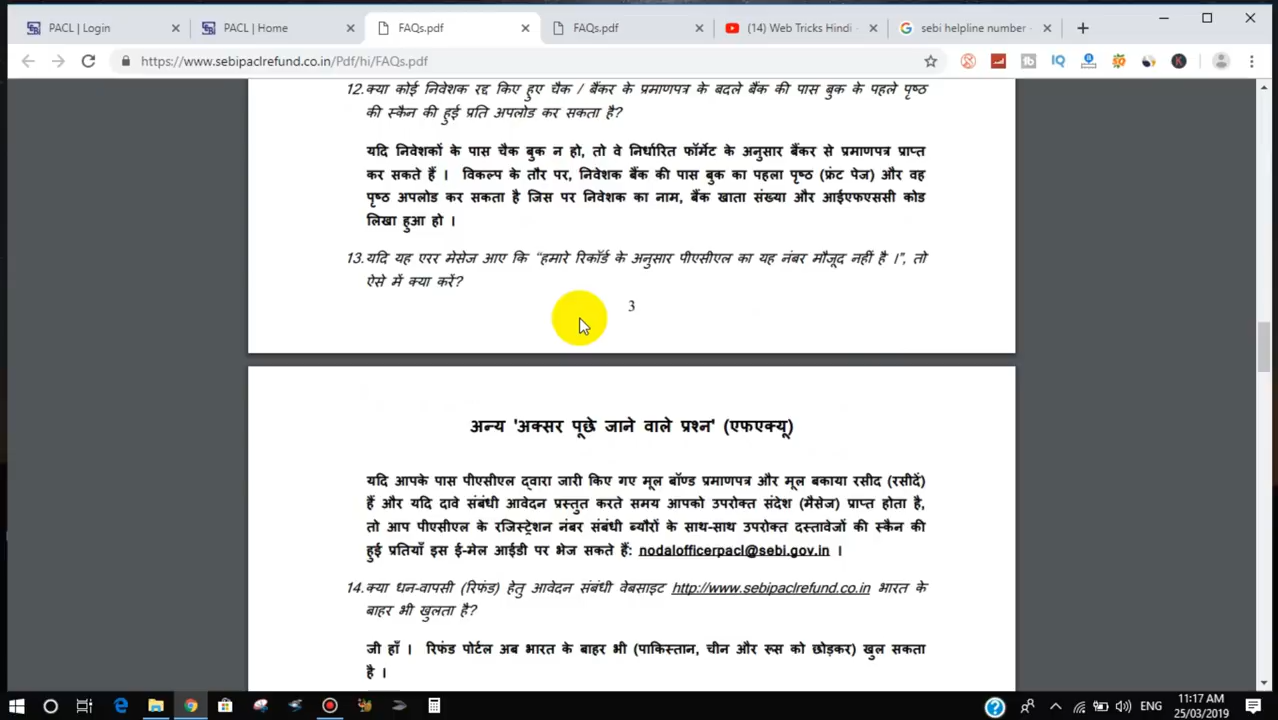 PACL | Login
PACL | Home
FAQs.pdf
FAQs.pdf
(14) Web Tricks Hindi -
sebi helpline number -
https://www.sebipaclrefund.co.in/Pdf/hi/FAQs.pdf
12.क्या कोई निवेशक रद्द किए हुए चैक / बैंकर के प्रमाणपत्र के बदले बैंक की पास बुक के पहले पृष्ठ
की स्कैन की हुई प्रति अपलोड कर सकता है?
यदि निवेशकों के पास चैक बुक न हो, तो वे निर्धारित फॉर्मेट के अनुसार बैंकर से प्रमाणपत्र प्राप्त
कर सकते हैं । विकल्प के तौर पर, निवेशक बैंक की पास बुक का पहला पृष्ठ (फ्रंट पेज) और वह
पृष्ठ अपलोड कर सकता है जिस पर निवेशक का नाम, बैंक खाता संख्या और आईएफएससी कोड
लिखा हुआ हो ।
13.यदि यह एरर मेसेज आए कि “हमारे रिकॉर्ड के अनुसार पीएसीएल का यह नंबर मौजूद नहीं है ।”, तो
ऐसे में क्या करें?
3
अन्य 'अक्सर पूछे जाने वाले प्रश्न' (एफएक्यू)
यदि आपके पास पीएसीएल द्वारा जारी किए गए मूल बॉण्ड प्रमाणपत्र और मूल बकाया रसीद (रसीदें)
हैं और यदि दावे संबंधी आवेदन प्रस्तुत करते समय आपको उपरोक्त संदेश (मैसेज) प्राप्त होता है,
तो आप पीएसीएल के रजिस्ट्रेशन नंबर संबंधी ब्यौरों के साथ-साथ उपरोक्त दस्तावेजों की स्कैन की
हुई प्रतियाँ इस ई-मेल आईडी पर भेज सकते हैं: nodalofficerpacl@sebi.gov.in ।
14.क्या धन-वापसी (रिफंड) हेतु आवेदन संबंधी वेबसाइट http://www.sebipaclrefund.co.in भारत के
बाहर भी खुलता है?
जी हाँ । रिफंड पोर्टल अब भारत के बाहर भी (पाकिस्तान, चीन और रूस को छोड़कर) खुल सकता
है ।
ENG
11:17 AM
25/03/2019